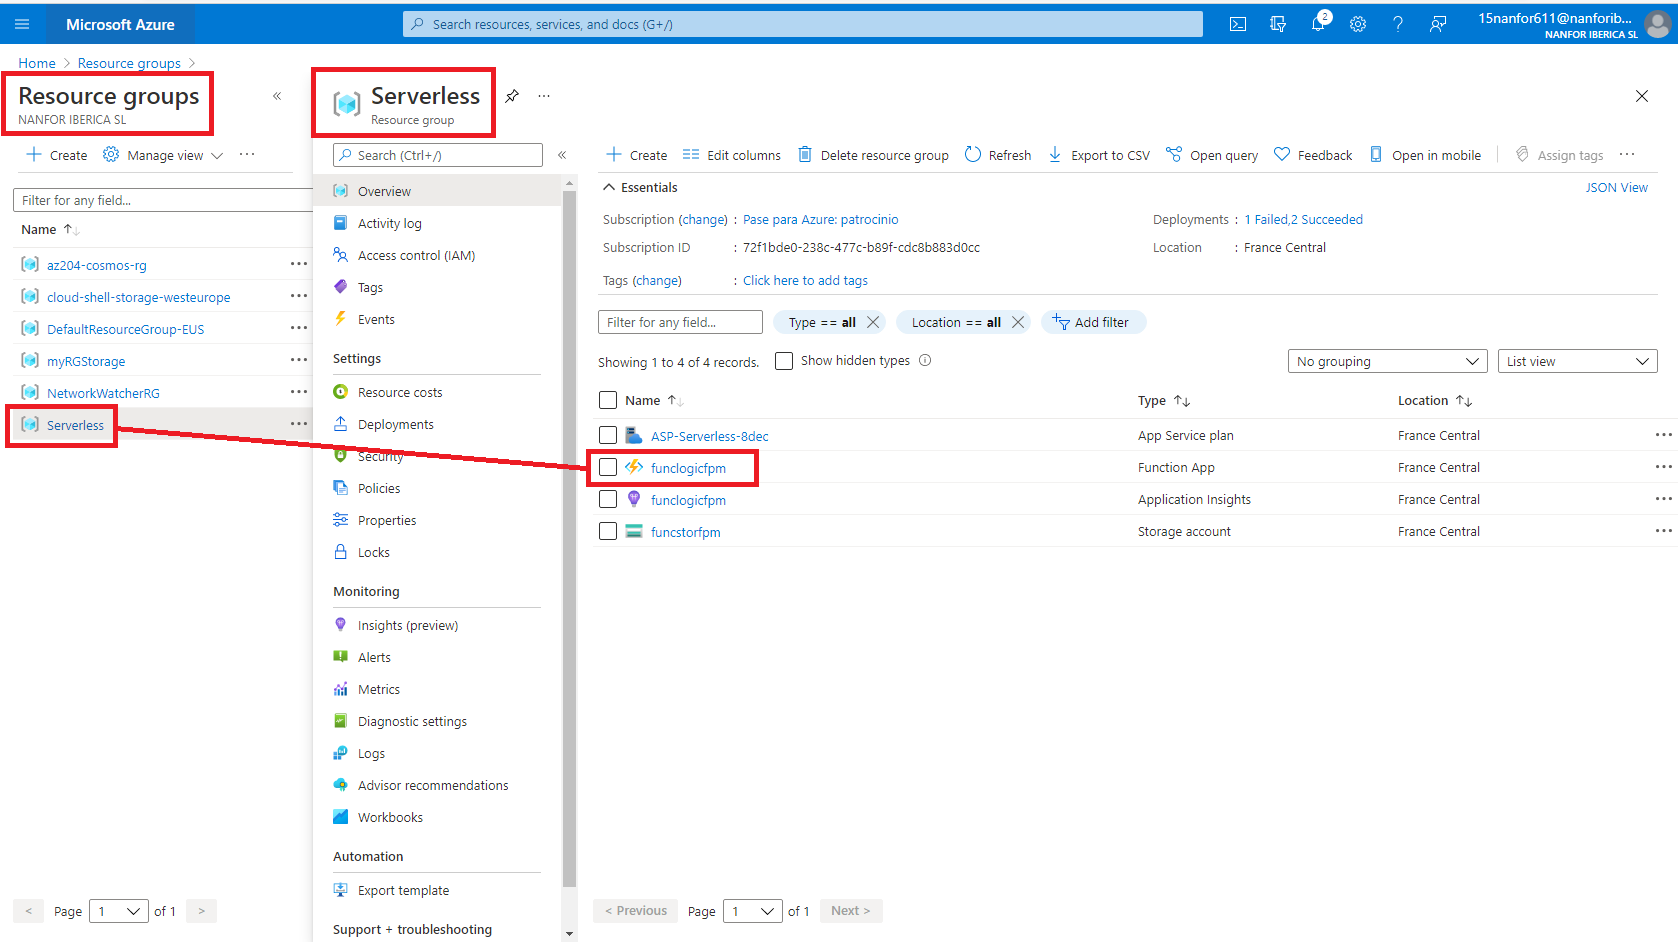 Microsoft Azure
Search resources, services, and docs (G+/)
2
15nanfor611@nanforib...
NANFOR IBERICA SL
Home > Resource groups >
Resource groups
NANFOR IBERICA SL
«
+ Create
Manage view
...
Filter for any field...
Name ↑↓
az204-cosmos-rg ...
cloud-shell-storage-westeurope ...
DefaultResourceGroup-EUS ...
myRGStorage ...
NetworkWatcherRG ...
Serverless ...
< Page 1 of 1 >
Serverless
Resource group
...
Search (Ctrl+/)
«
Overview
Activity log
Access control (IAM)
Tags
Events
Settings
Resource costs
Deployments
Security
Policies
Properties
Locks
Monitoring
Insights (preview)
Alerts
Metrics
Diagnostic settings
Logs
Advisor recommendations
Workbooks
Automation
Export template
Support + troubleshooting
+ Create Edit columns Delete resource group Refresh Export to CSV Open query Feedback Open in mobile Assign tags ...
Essentials
JSON View
Subscription (change) : Pase para Azure: patrocinio
Deployments : 1 Failed,2 Succeeded
Subscription ID : 72f1bde0-238c-477c-b89f-cdc8b883d0cc
Location : France Central
Tags (change) : Click here to add tags
Filter for any field...
Type == all
Location == all
Add filter
Showing 1 to 4 of 4 records.
Show hidden types
No grouping
List view
Name ↑↓ Type ↑↓ Location ↑↓
ASP-Serverless-8dec App Service plan France Central ...
funclogicfpm Function App France Central ...
funclogicfpm Application Insights France Central ...
funcstorfpm Storage account France Central ...
< Previous Page 1 of 1 Next >